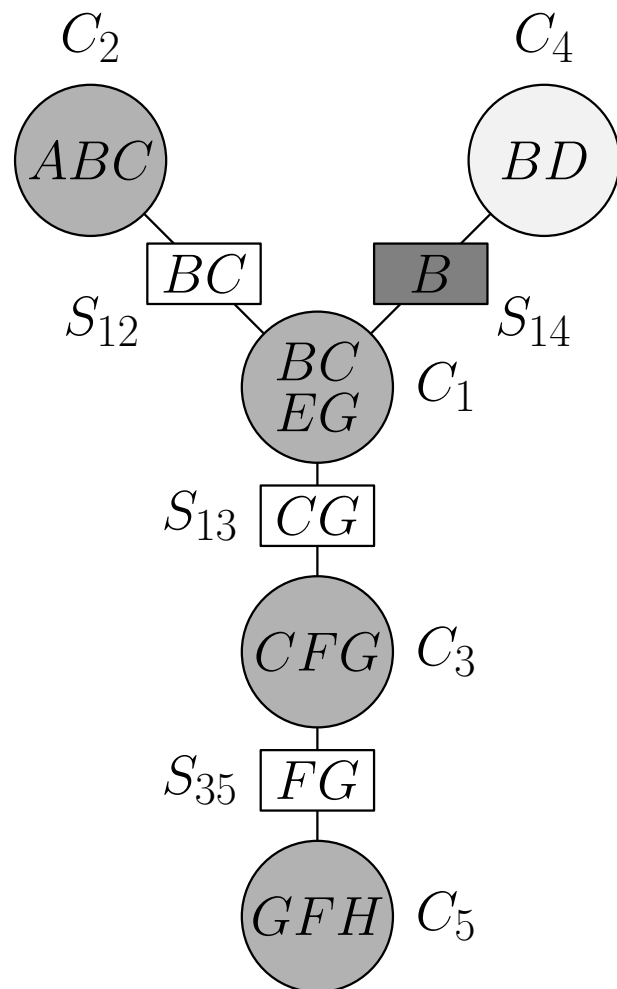 C₂ C₄
ABC BD
BC B
S₁₂ S₁₄
BC
EG C₁
S₁₃ CG
CFG C₃
S₃₅ FG
GFH C₅